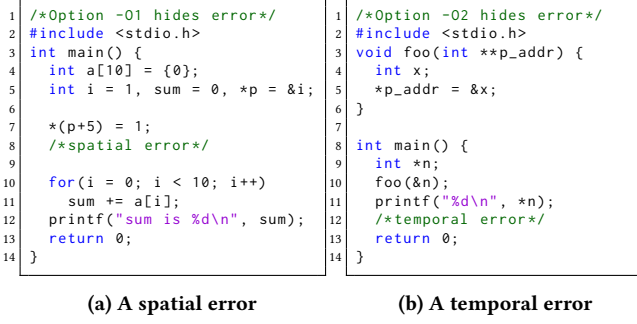 1 /*Option -O1 hides error*/
2 #include <stdio.h>
3 int main() {
4   int a[10] = {0};
5   int i = 1, sum = 0, *p = &i;
6
7   *(p+5) = 1;
8   /*spatial error*/
9
10   for(i = 0; i < 10; i++)
11     sum += a[i];
12   printf("sum is %d\n", sum);
13   return 0;
14 }
(a) A spatial error
1 /*Option -O2 hides error*/
2 #include <stdio.h>
3 void foo(int **p_addr) {
4   int x;
5   *p_addr = &x;
6 }
7
8 int main() {
9   int *n;
10   foo(&n);
11   printf("%d\n", *n);
12   /*temporal error*/
13   return 0;
14 }
(b) A temporal error